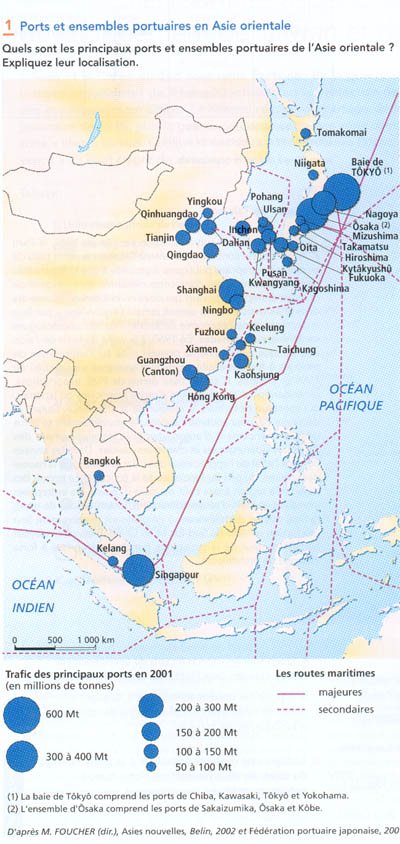 1 Ports et ensembles portuaires en Asie orientale
Quels sont les principaux ports et ensembles portuaires de l'Asie orientale ?
Expliquez leur localisation.
Tomakomai
Niigata
Baie de
TŌKYŌ (1)
Pohang
Ulsan
Yingkou
Qinhuangdao
Inchon
Nagoya
Ōsaka (2)
Mizushima
Takamatsu
Hiroshima
Kytākyushū
Fukuoka
Tianjin
Dalian
Oita
Qingdao
Pusan
Kwangyang
Kagoshima
Shanghai
Ningbo
Fuzhou
Keelung
Xiamen
Taichung
Guangzhou
(Canton)
Kaohsjung
Hong Kong
OCÉAN
PACIFIQUE
Bangkok
Kelang
Singapour
OCÉAN
INDIEN
0 500 1 000 km
Trafic des principaux ports en 2001
(en millions de tonnes)
Les routes maritimes
600 Mt
200 à 300 Mt
majeures
150 à 200 Mt
secondaires
300 à 400 Mt
100 à 150 Mt
50 à 100 Mt
(1) La baie de Tôkyô comprend les ports de Chiba, Kawasaki, Tôkyô et Yokohama.
(2) L'ensemble d'Ōsaka comprend les ports de Sakaizumika, Ōsaka et Kôbe.
D'après M. FOUCHER (dir.), Asies nouvelles, Belin, 2002 et Fédération portuaire japonaise, 200